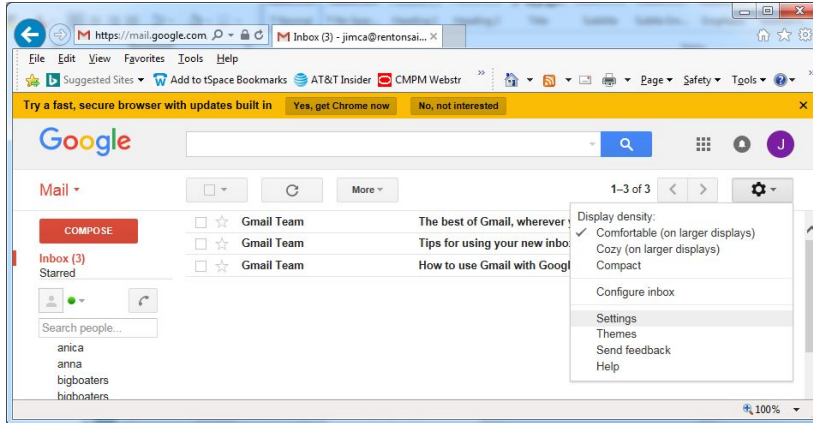 https://mail.google.com
Inbox (3) - jimca@rentonsai... ×
File Edit View Favorites Tools Help
Suggested Sites Add to tSpace Bookmarks AT&T Insider CMPM Webstr » Page Safety Tools »
Try a fast, secure browser with updates built in Yes, get Chrome now No, not interested ×
Google J
Mail More 1–3 of 3 < >
COMPOSE
Inbox (3)
Starred
Search people...
anica
anna
bigboaters
bigboaters
Gmail Team The best of Gmail, wherever
Gmail Team Tips for using your new inbo
Gmail Team How to use Gmail with Googl
Display density:
✓ Comfortable (on larger displays)
Cozy (on larger displays)
Compact
Configure inbox
Settings
Themes
Send feedback
Help
100%